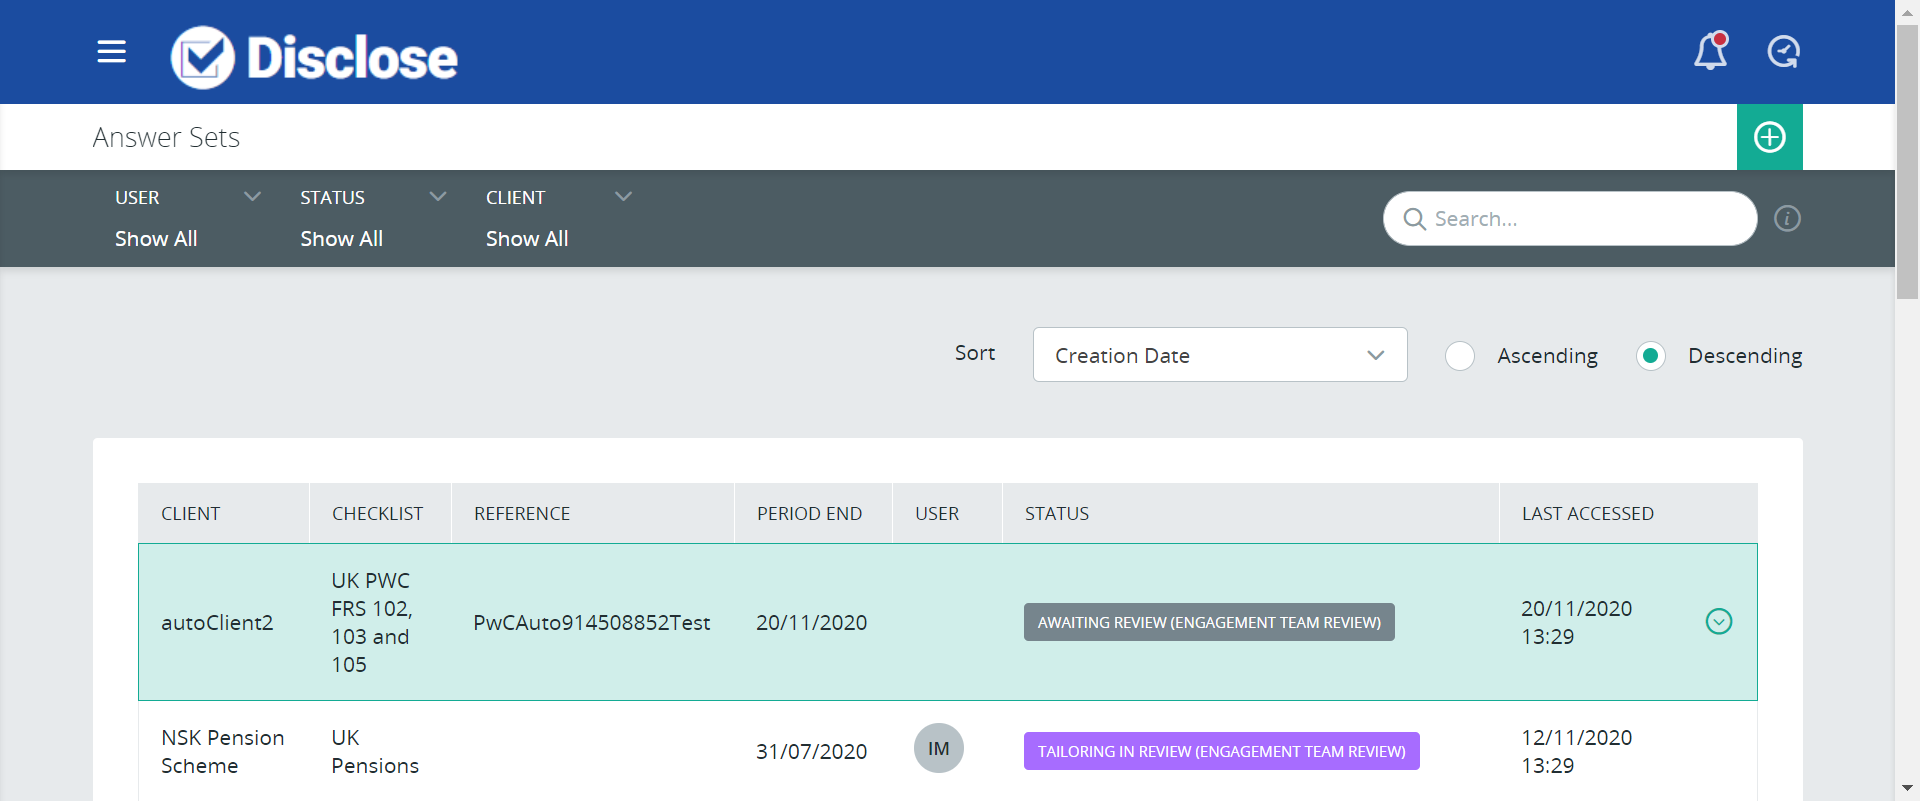 Disclose
Answer Sets
USER STATUS CLIENT
Show All Show All Show All
Search...
Sort Creation Date Ascending Descending
CLIENT CHECKLIST REFERENCE PERIOD END USER STATUS LAST ACCESSED
autoClient2
UK PWC
FRS 102,
103 and
105
PwCAuto914508852Test
20/11/2020
AWAITING REVIEW (ENGAGEMENT TEAM REVIEW)
20/11/2020
13:29
NSK Pension
Scheme
UK
Pensions
31/07/2020
IM
TAILORING IN REVIEW (ENGAGEMENT TEAM REVIEW)
12/11/2020
13:29